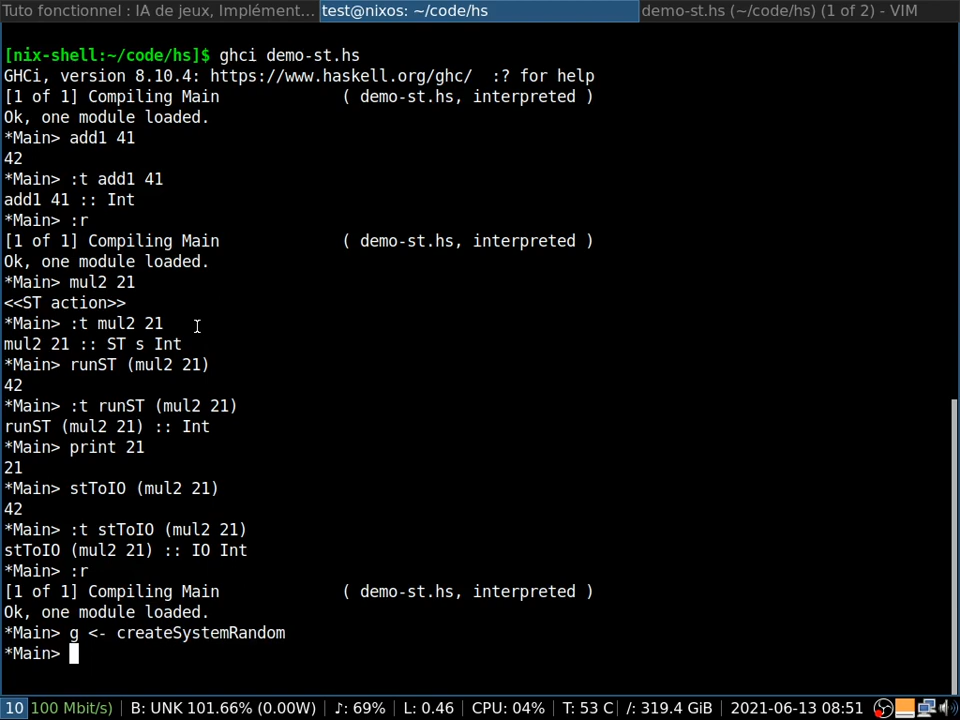 Tuto fonctionnel : IA de jeux, Implément... test@nixos: ~/code/hs demo-st.hs (~/code/hs) (1 of 2) - VIM
[nix-shell:~/code/hs]$ ghci demo-st.hs
GHCi, version 8.10.4: https://www.haskell.org/ghc/  :? for help
[1 of 1] Compiling Main             ( demo-st.hs, interpreted )
Ok, one module loaded.
*Main> add1 41
42
*Main> :t add1 41
add1 41 :: Int
*Main> :r
[1 of 1] Compiling Main             ( demo-st.hs, interpreted )
Ok, one module loaded.
*Main> mul2 21
<<ST action>>
*Main> :t mul2 21
mul2 21 :: ST s Int
*Main> runST (mul2 21)
42
*Main> :t runST (mul2 21)
runST (mul2 21) :: Int
*Main> print 21
21
*Main> stToIO (mul2 21)
42
*Main> :t stToIO (mul2 21)
stToIO (mul2 21) :: IO Int
*Main> :r
[1 of 1] Compiling Main             ( demo-st.hs, interpreted )
Ok, one module loaded.
*Main> g <- createSystemRandom
*Main>
10 100 Mbit/s) | B: UNK 101.66% (0.00W) | ♪: 69% | L: 0.46 | CPU: 04% | T: 53 C | /: 319.4 GiB | 2021-06-13 08:51